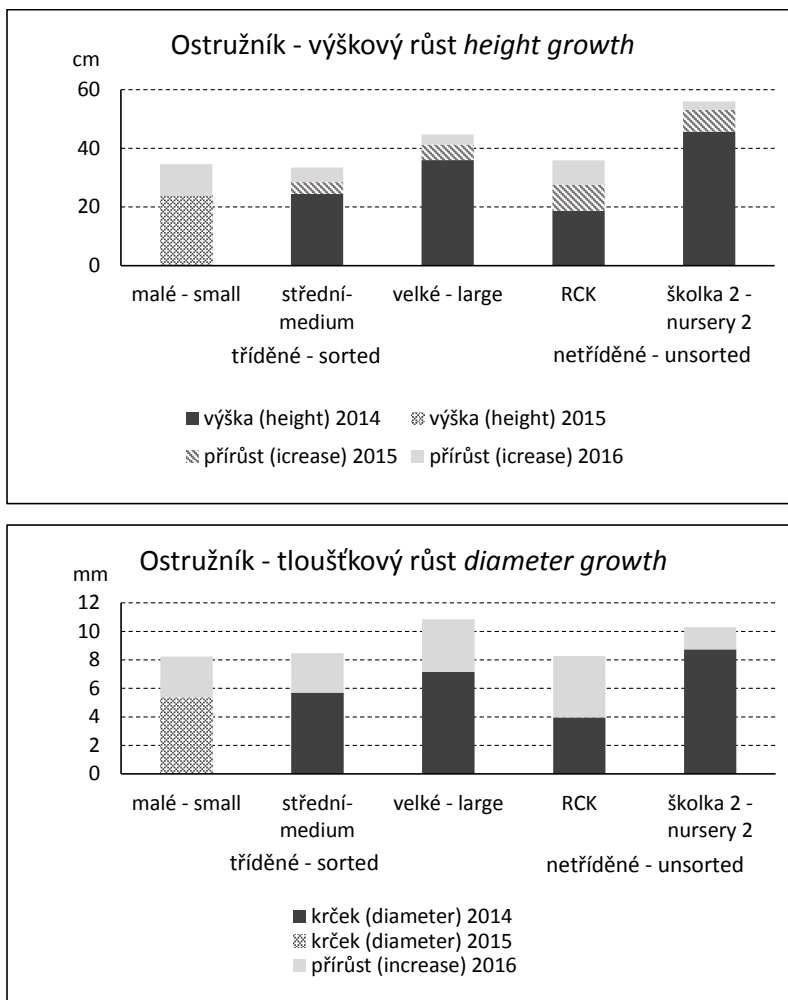 Ostružník - výškový růst height growth
cm
60
40
20
0
malé - small
střední-
medium
velké - large
RCK
školka 2 -
nursery 2
tříděné - sorted
netříděné - unsorted
výška (height) 2014
výška (height) 2015
přírůst (icrease) 2015
přírůst (icrease) 2016
Ostružník - tloušťkový růst diameter growth
mm
12
10
8
6
4
2
0
malé - small
střední-
medium
velké - large
RCK
školka 2 -
nursery 2
tříděné - sorted
netříděné - unsorted
krček (diameter) 2014
krček (diameter) 2015
přírůst (increase) 2016